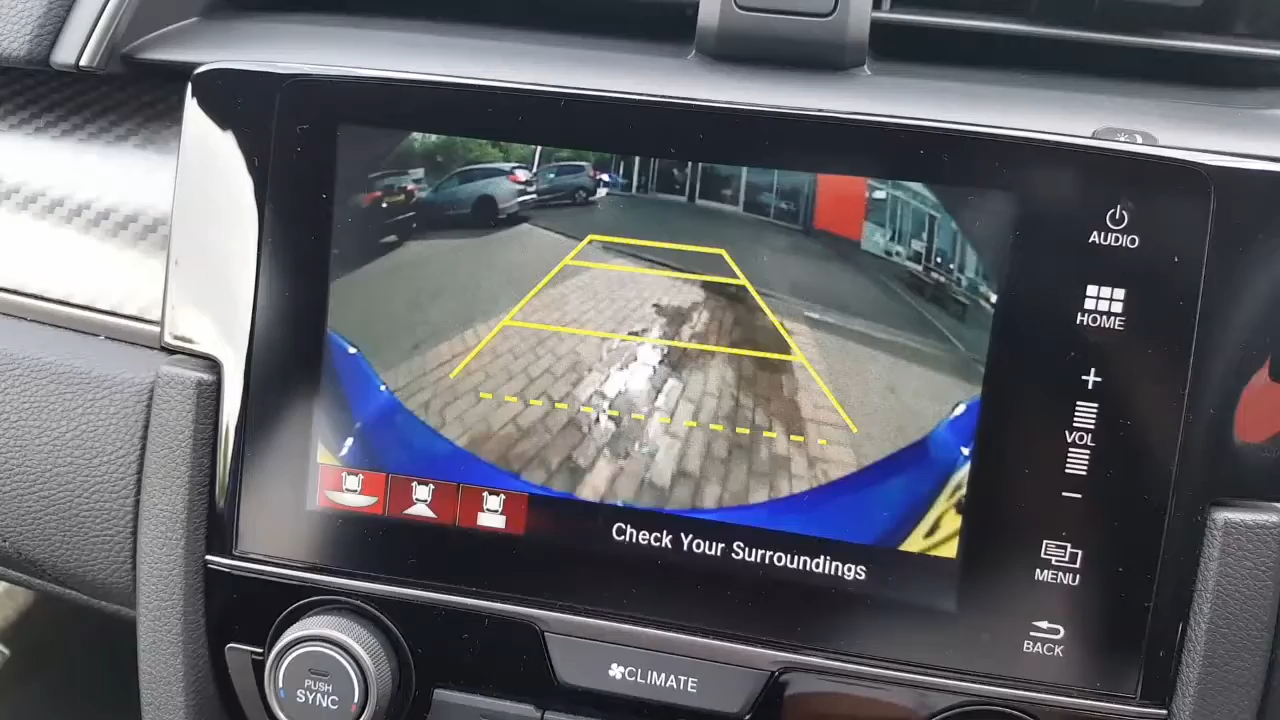 AUDIO
HOME
VOL
MENU
BACK
Check Your Surroundings
CLIMATE
PUSH
SYNC